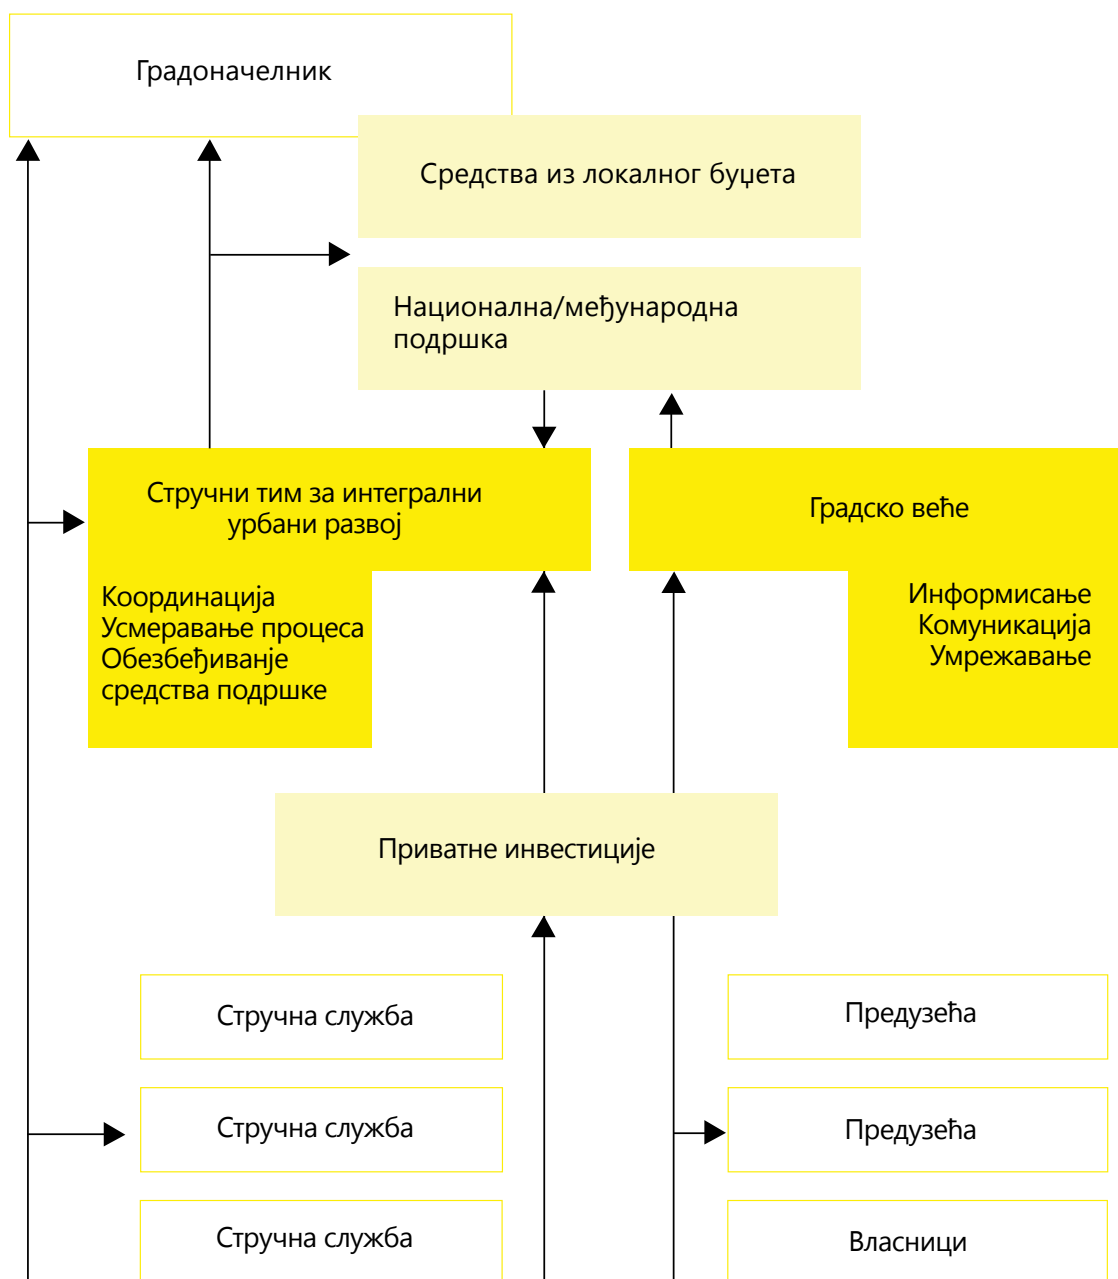 Градоначелник
Средства из локалног буџета
Национална/међународна
подршка
Стручни тим за интегрални
урбани развој
Координација
Усмеравање процеса
Обезбеђивање
средства подршке
Градско веће
Информисање
Комуникација
Умрежавање
Приватне инвестиције
Стручна служба
Предузећа
Стручна служба
Предузећа
Стручна служба
Власници